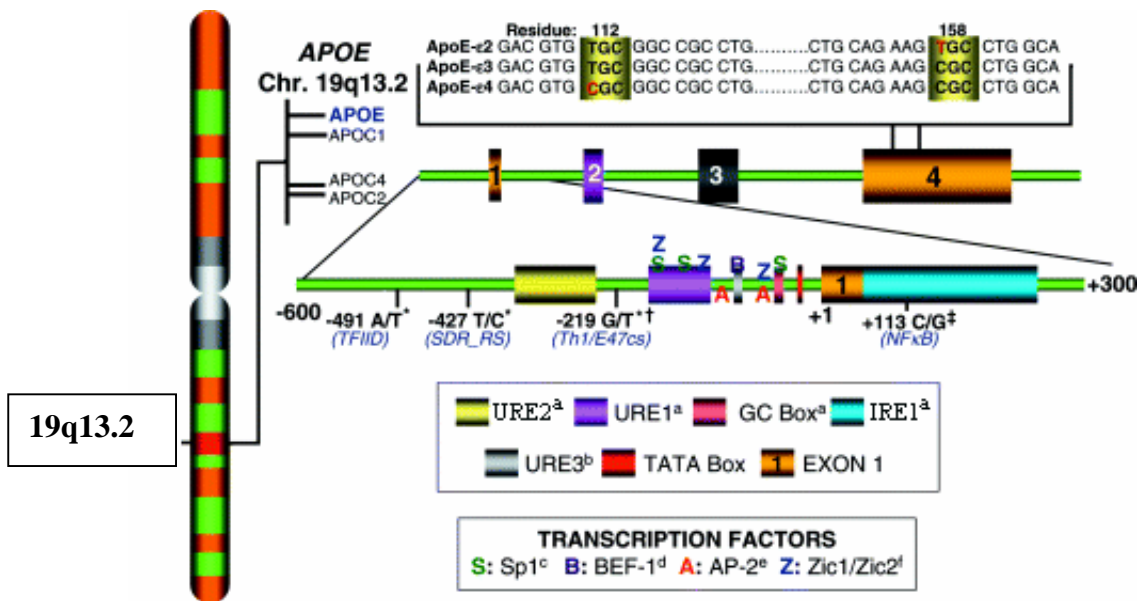 Residue: 112 158
ApoE-ε2 GAC GTG TGC GGC CGC CTG..........CTG CAG AAG TGC CTG GCA
ApoE-ε3 GAC GTG TGC GGC CGC CTG..........CTG CAG AAG CGC CTG GCA
ApoE-ε4 GAC GTG CGC GGC CGC CTG..........CTG CAG AAG CGC CTG GCA
APOE
Chr. 19q13.2
APOE
APOC1
APOC4
APOC2
1 2 3 4
Z
S S Z B Z S
A A
1
-600 +1 +300
-491 A/T* -427 T/C* -219 G/T*† +113 C/G‡
(TFIID) (SDR_RS) (Th1/E47cs) (NFκB)
19q13.2
URE2ᵃ URE1ᵃ GC Boxᵃ IRE1ᵃ
URE3ᵇ TATA Box 1 EXON 1
TRANSCRIPTION FACTORS
S: Sp1ᶜ B: BEF-1ᵈ A: AP-2ᵉ Z: Zic1/Zic2ᶠ